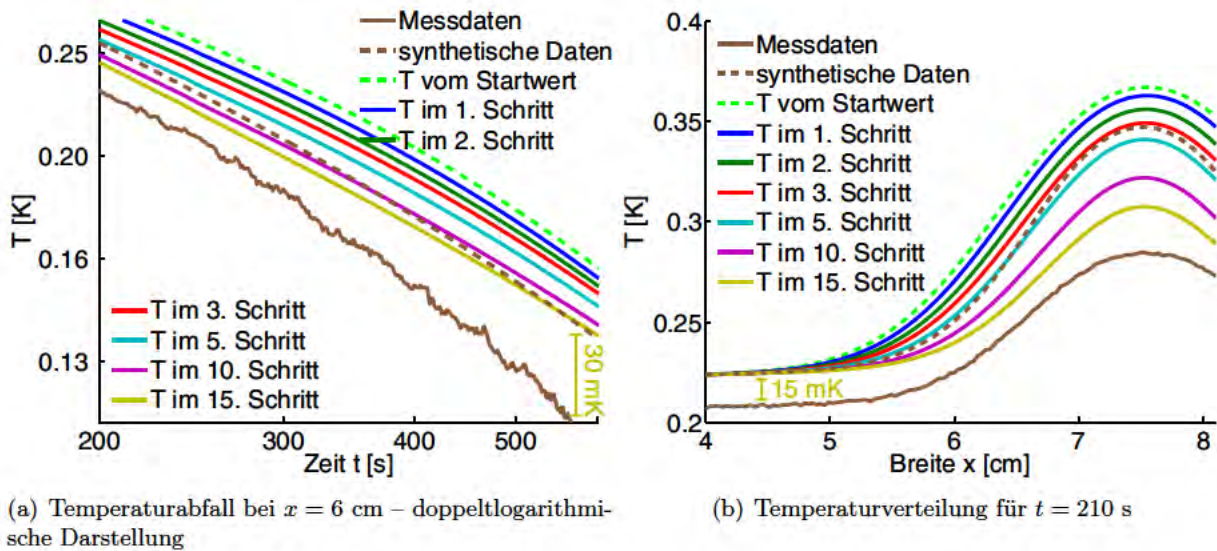 Messdaten
synthetische Daten
T vom Startwert
T im 1. Schritt
T im 2. Schritt
T im 3. Schritt
T im 5. Schritt
T im 10. Schritt
T im 15. Schritt
30 mK
T [K]
0.25
0.20
0.16
0.13
200
300
400
500
Zeit t [s]
(a) Temperaturabfall bei x = 6 cm – doppeltlogarithmi-
sche Darstellung
Messdaten
synthetische Daten
T vom Startwert
T im 1. Schritt
T im 2. Schritt
T im 3. Schritt
T im 5. Schritt
T im 10. Schritt
T im 15. Schritt
15 mK
T [K]
0.4
0.35
0.3
0.25
0.2
4
5
6
7
8
Breite x [cm]
(b) Temperaturverteilung für t = 210 s